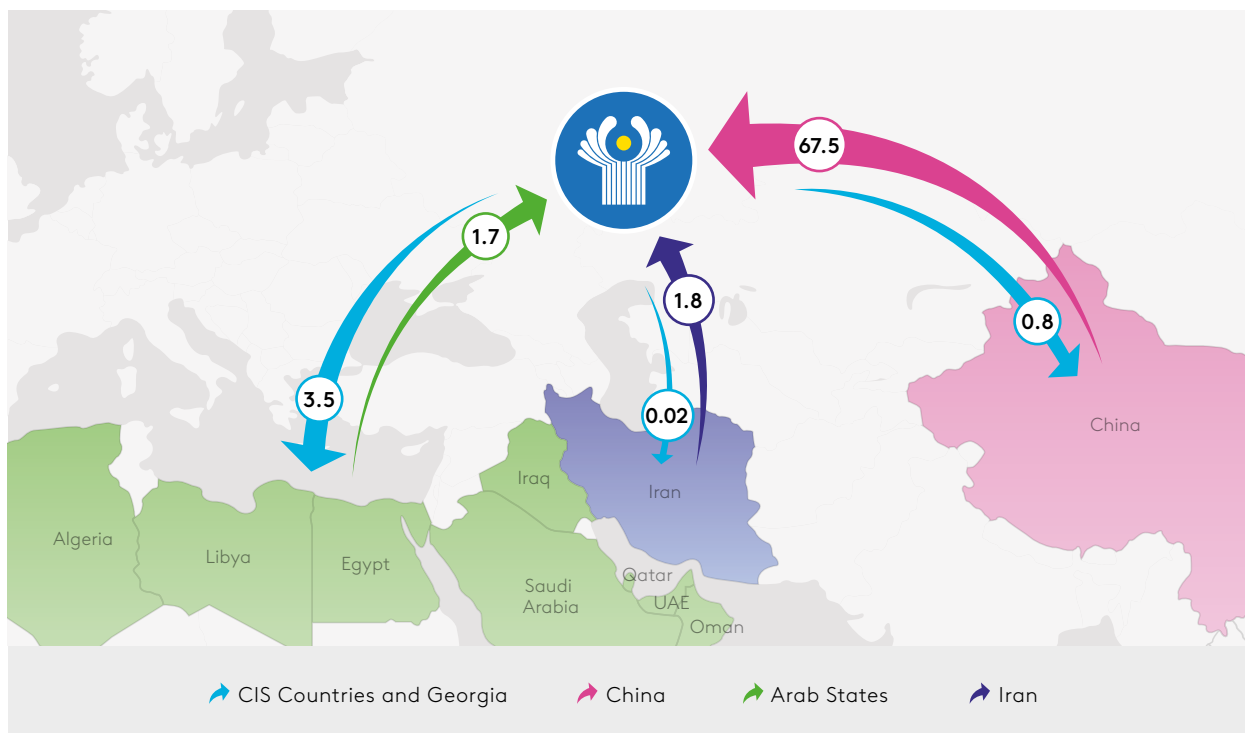 67.5
1.7
1.8
0.8
3.5
0.02
China
Iraq
Iran
Algeria
Libya
Egypt
Qatar
Saudi
Arabia
UAE
Oman
CIS Countries and Georgia
China
Arab States
Iran